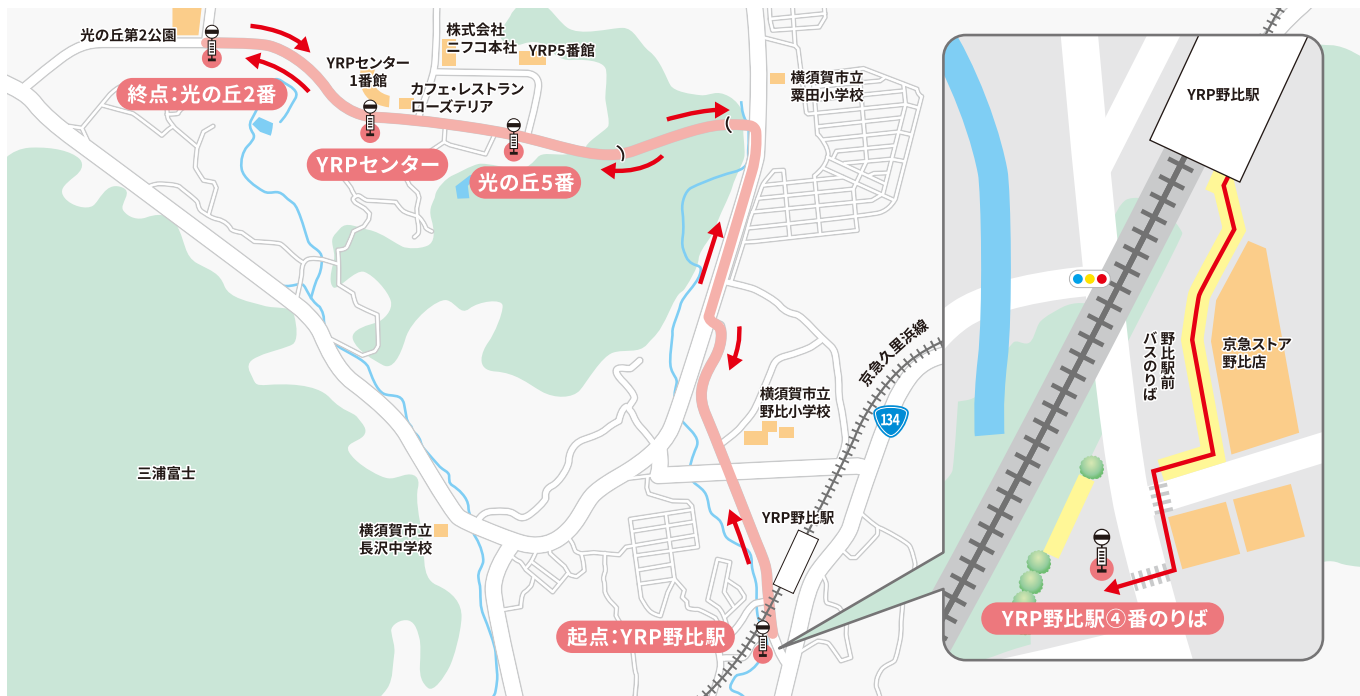 光の丘第2公園
株式会社
ニフコ本社
YRP5番館
YRPセンター
1番館
カフェ・レストラン
ローズテリア
横須賀市立
粟田小学校
終点：光の丘2番
YRPセンター
光の丘5番
京急久里浜線
134
横須賀市立
野比小学校
三浦富士
横須賀市立
長沢中学校
YRP野比駅
起点：YRP野比駅
YRP野比駅
野比駅前
バスのりば
京急ストア
野比店
YRP野比駅④番のりば